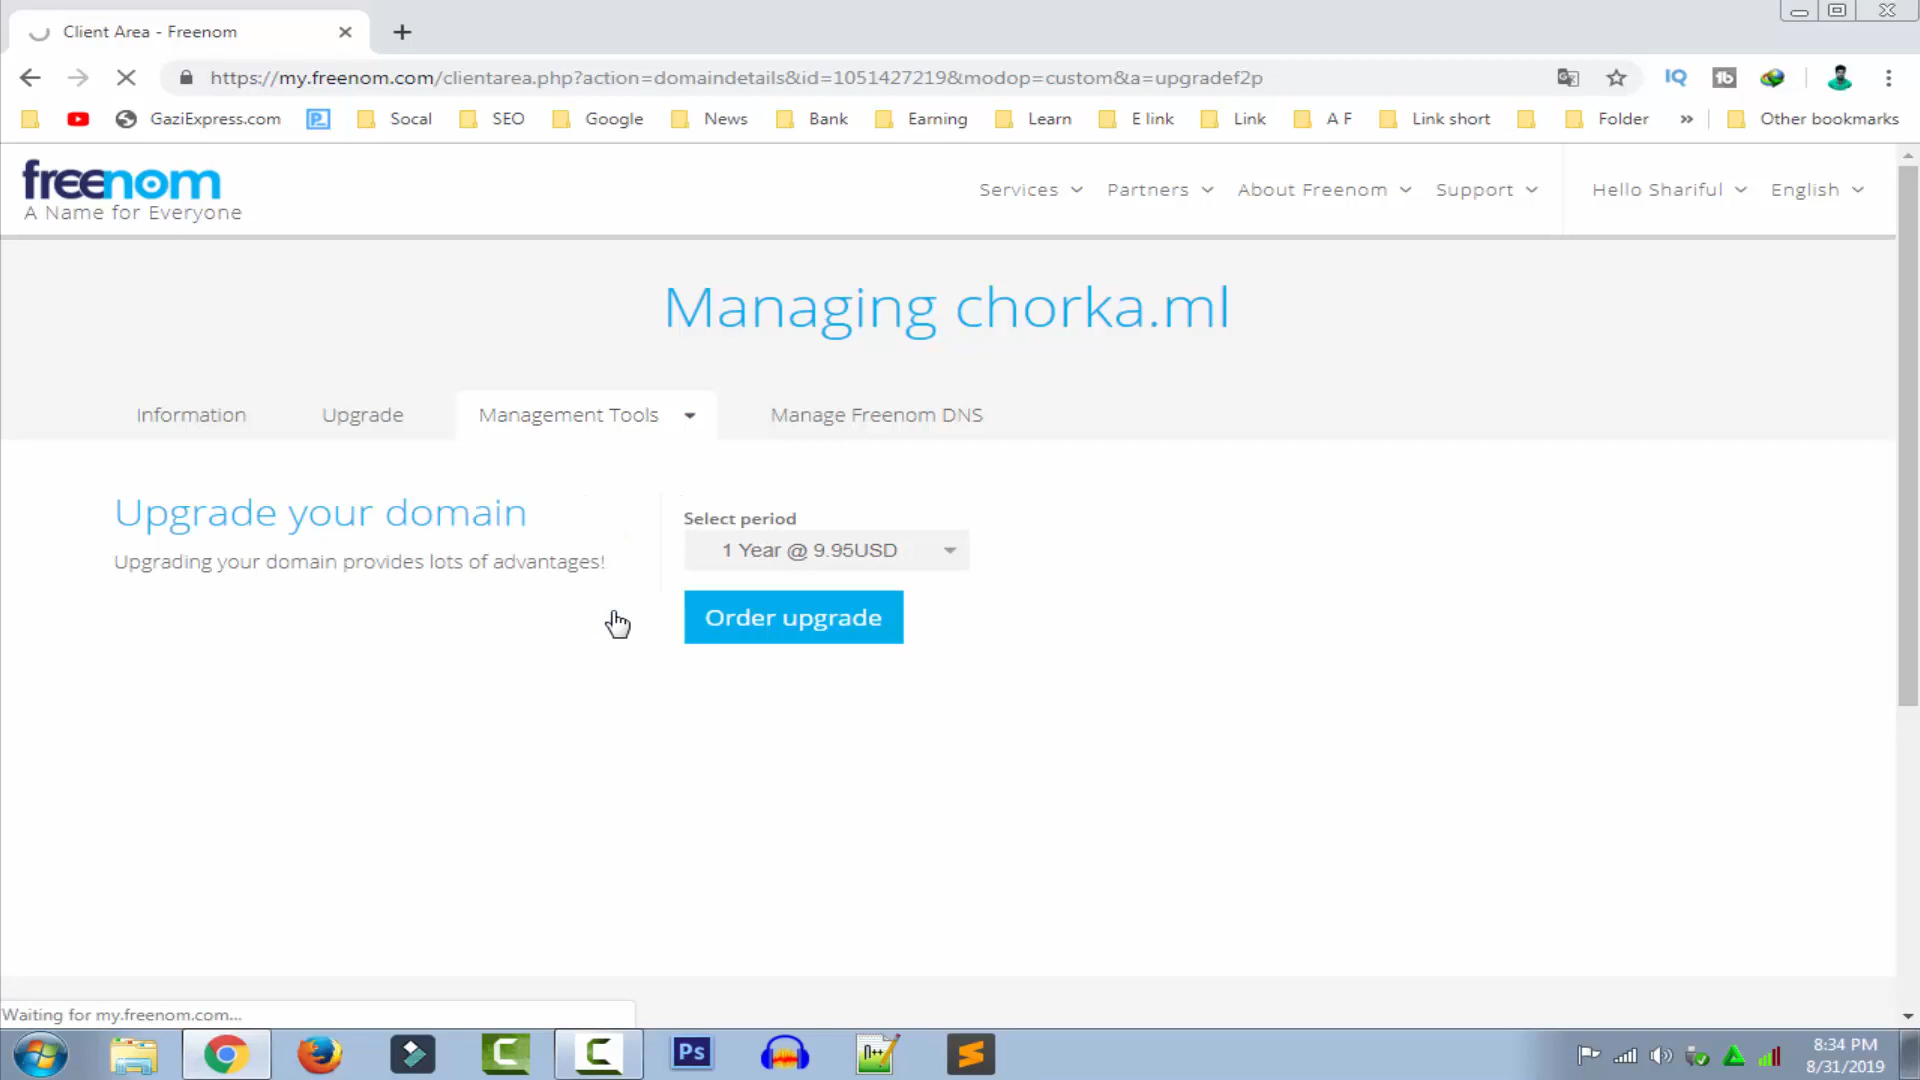 Client Area - Freenom
https://my.freenom.com/clientarea.php?action=domaindetails&id=1051427219&modop=custom&a=upgradef2p
IQ
tb
GaziExpress.com
Socal
SEO
Google
News
Bank
Earning
Learn
E link
Link
A F
Link short
Folder
»
Other bookmarks
freenom
A Name for Everyone
Services
Partners
About Freenom
Support
Hello Shariful
English
Managing chorka.ml
Information
Upgrade
Management Tools
Manage Freenom DNS
Upgrade your domain
Upgrading your domain provides lots of advantages!
Select period
1 Year @ 9.95USD
Order upgrade
Waiting for my.freenom.com...
Ps
n++
8:34 PM
8/31/2019